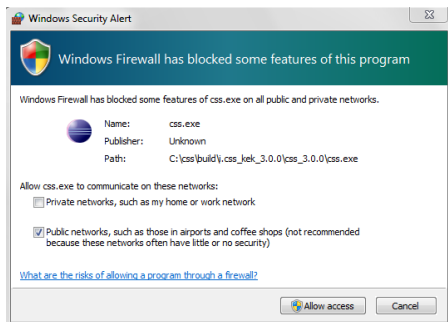 Windows Security Alert
Windows Firewall has blocked some features of this program
Windows Firewall has blocked some features of css.exe on all public and private networks.
Name: css.exe
Publisher: Unknown
Path: C:\css\build\i.css_kek_3.0.0\css_3.0.0\css.exe
Allow css.exe to communicate on these networks:
Private networks, such as my home or work network
Public networks, such as those in airports and coffee shops (not recommended
because these networks often have little or no security)
What are the risks of allowing a program through a firewall?
Allow access Cancel